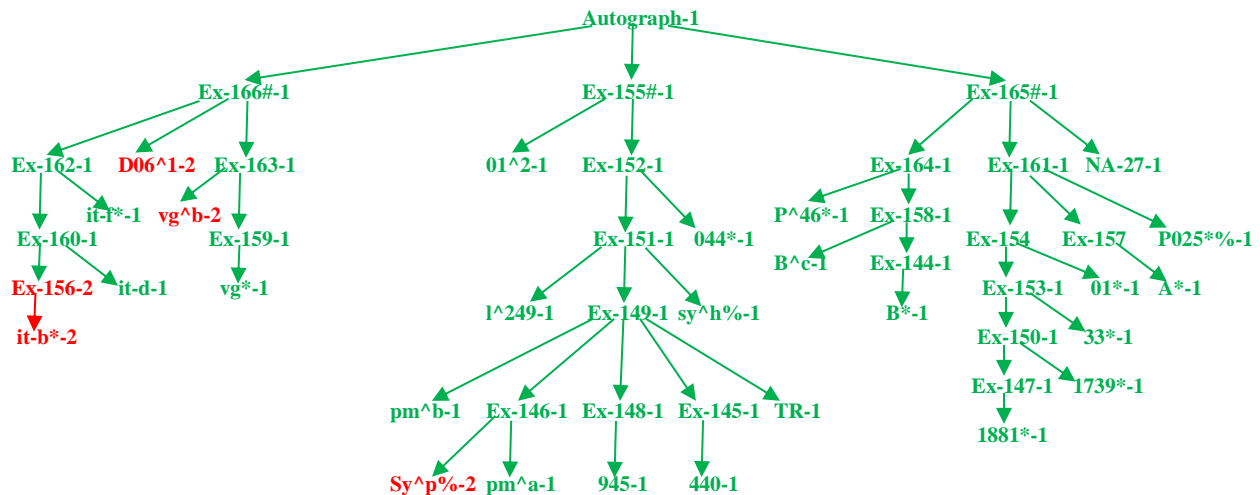 Autograph-1
Ex-166#-1 Ex-155#-1 Ex-165#-1
Ex-162-1 D06^1-2 Ex-163-1 01^2-1 Ex-152-1 Ex-164-1 Ex-161-1 NA-27-1
it-f*-1 vg^b-2 P^46*-1 Ex-158-1
Ex-160-1 Ex-159-1 Ex-151-1 044*-1 Ex-154 Ex-157 P025*%-1
B^c-1 Ex-144-1
Ex-156-2 it-d-1 vg*-1 Ex-153-1 01*-1 A*-1
l^249-1 Ex-149-1 sy^h%-1 B*-1
it-b*-2 Ex-150-1 33*-1
Ex-147-1 1739*-1
pm^b-1 Ex-146-1 Ex-148-1 Ex-145-1 TR-1
1881*-1
Sy^p%-2 pm^a-1 945-1 440-1